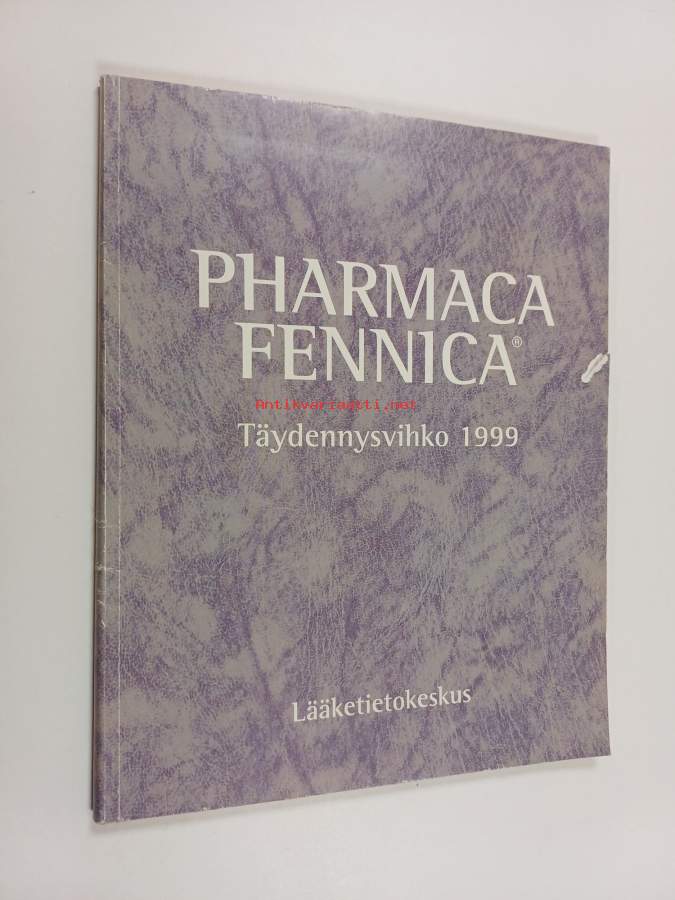 PHARMACA
FENNICA®
Antikvariaatti.net
Täydennysvihko 1999
Lääketietokeskus